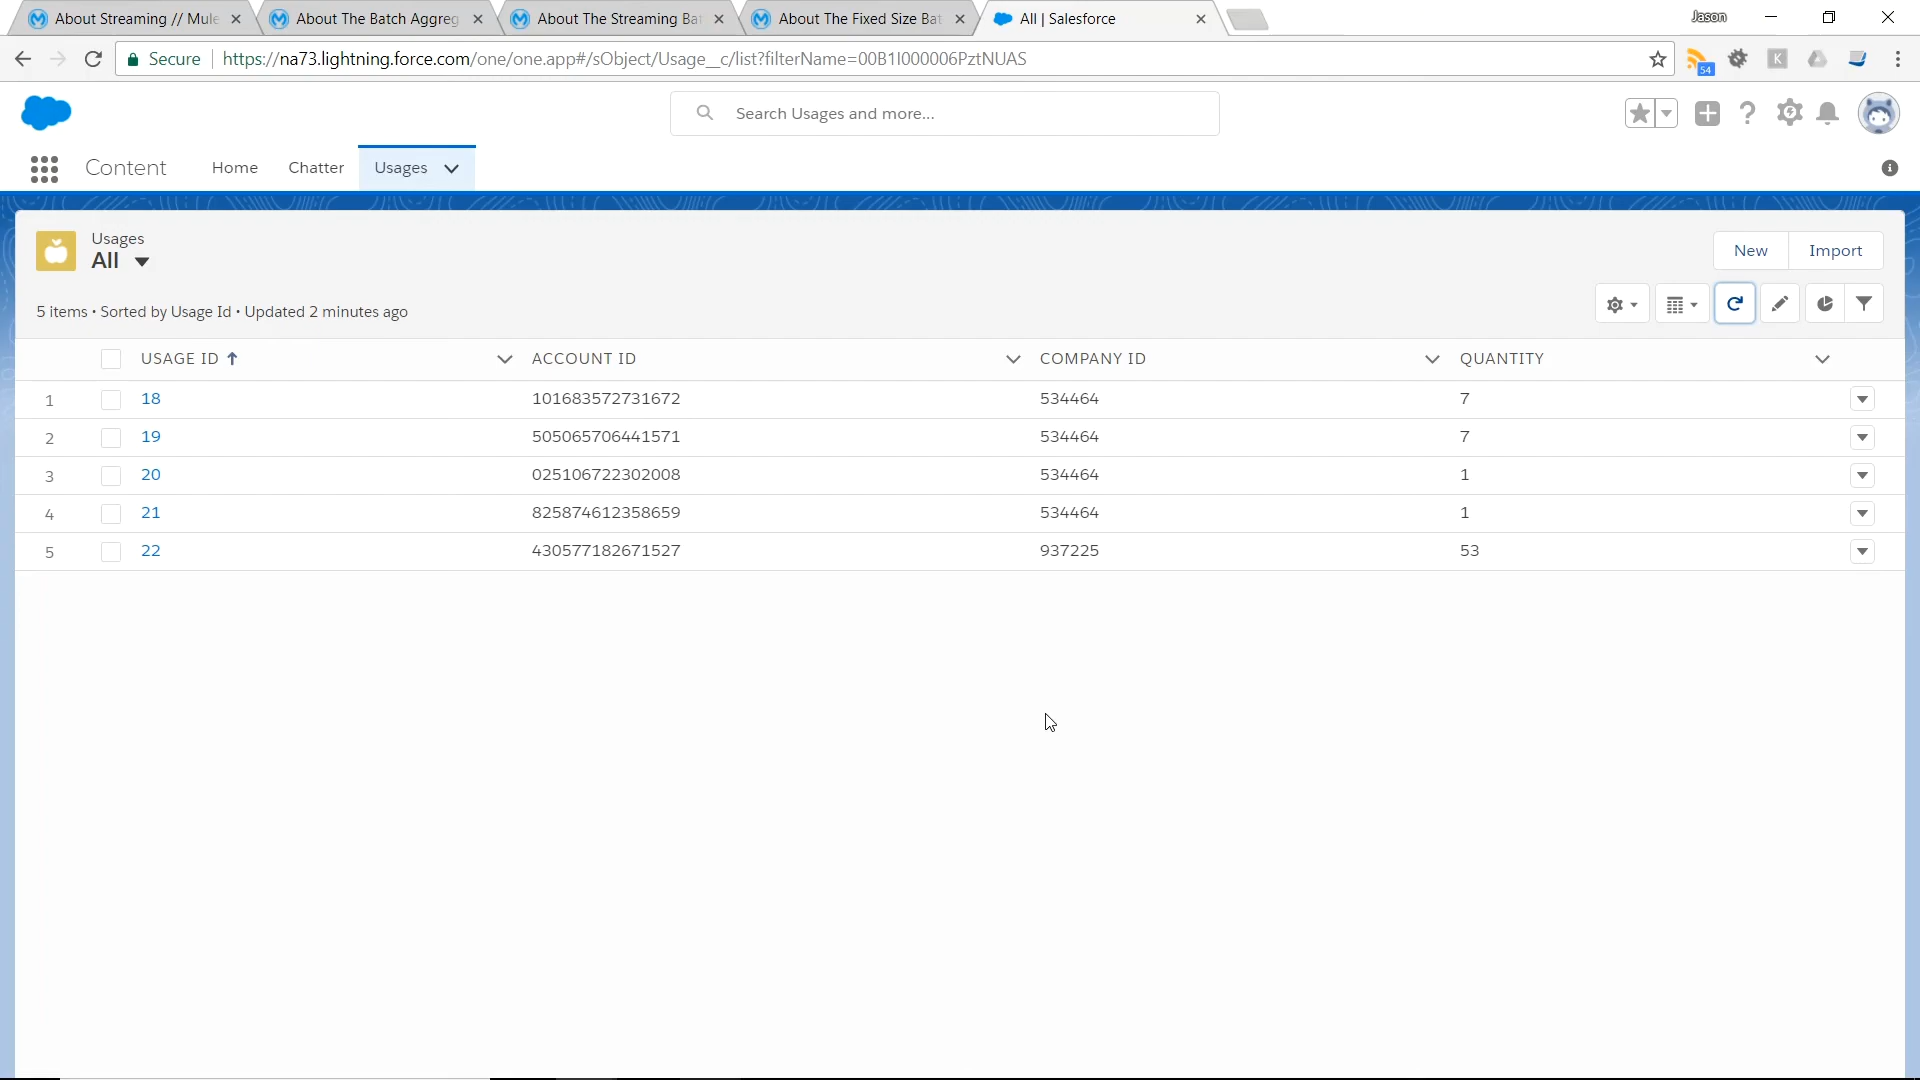 About Streaming // Mule
About The Batch Aggreg
About The Streaming Bat
About The Fixed Size Bat
All | Salesforce
Jason
Secure
https://na73.lightning.force.com/one/one.app#/sObject/Usage__c/list?filterName=00B1I000006PztNUAS
54
K
Search Usages and more...
Content
Home
Chatter
Usages
Usages
All
New
Import
5 items • Sorted by Usage Id • Updated 2 minutes ago
USAGE ID ACCOUNT ID COMPANY ID QUANTITY
1 18 101683572731672 534464 7
2 19 505065706441571 534464 7
3 20 025106722302008 534464 1
4 21 825874612358659 534464 1
5 22 430577182671527 937225 53